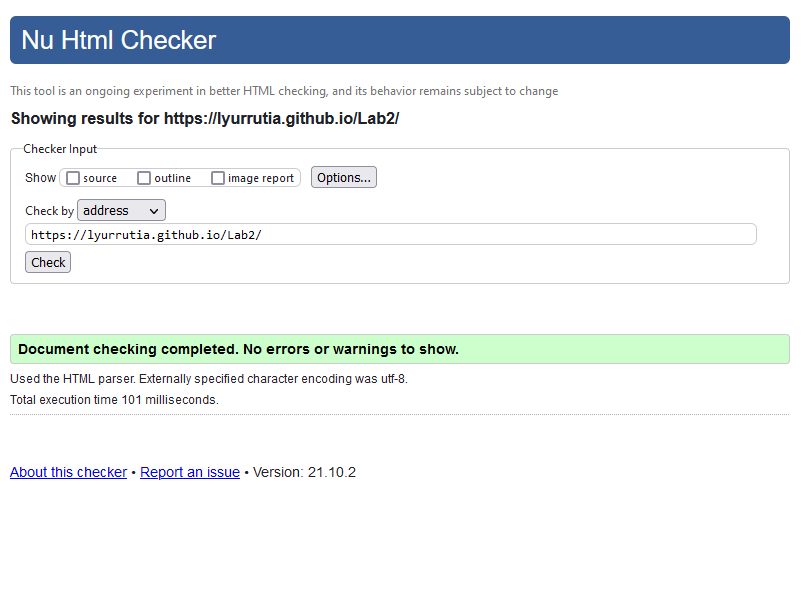 Nu Html Checker
This tool is an ongoing experiment in better HTML checking, and its behavior remains subject to change
Showing results for https://lyurrutia.github.io/Lab2/
Checker Input
Show source outline image report Options...
Check by address
https://lyurrutia.github.io/Lab2/
Check
Document checking completed. No errors or warnings to show.
Used the HTML parser. Externally specified character encoding was utf-8.
Total execution time 101 milliseconds.
About this checker • Report an issue • Version: 21.10.2